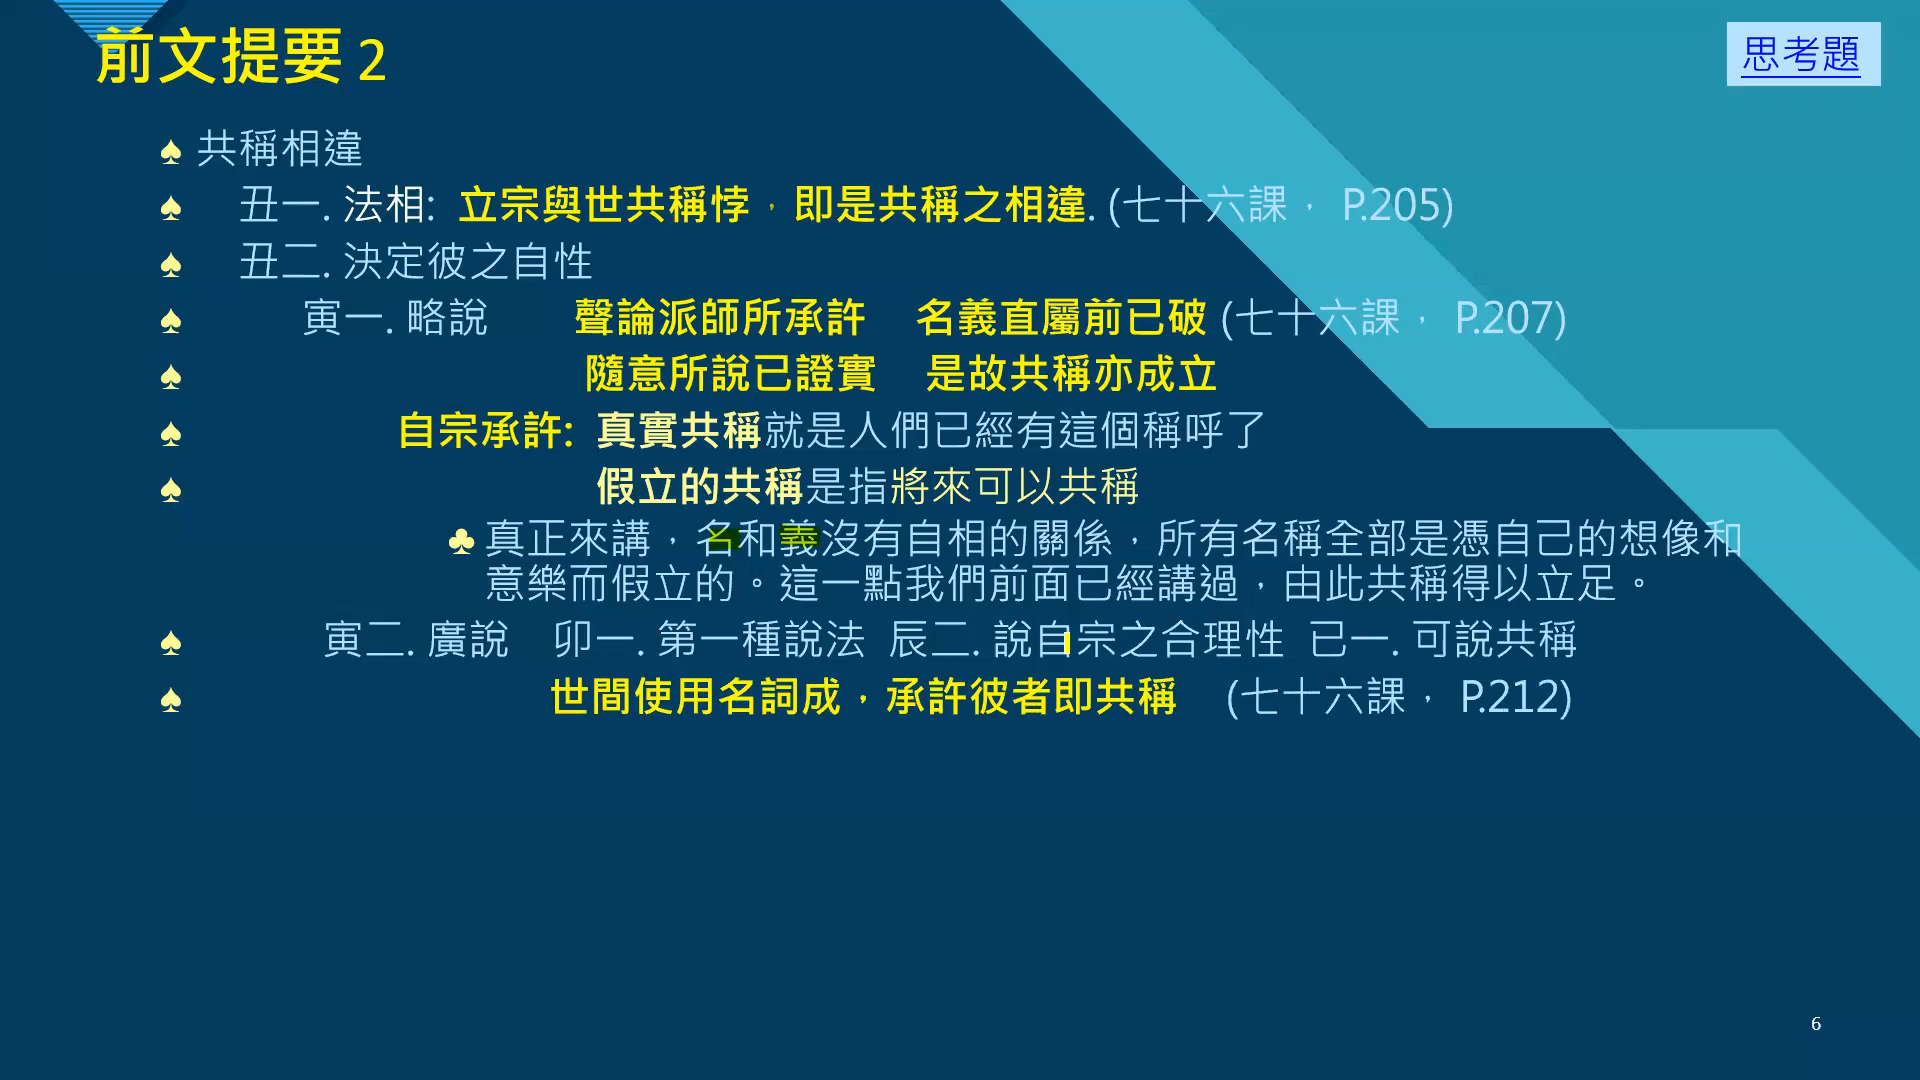 前文提要 2
思考題
♠ 共稱相違
♠ 丑一. 法相: 立宗與世共稱悖，即是共稱之相違. (七十六課， P.205)
♠ 丑二. 決定彼之自性
♠ 寅一. 略說 聲論派師所承許 名義直屬前已破 (七十六課， P.207)
♠ 隨意所說已證實 是故共稱亦成立
♠ 自宗承許: 真實共稱就是人們已經有這個稱呼了
♠ 假立的共稱是指將來可以共稱
♣ 真正來講，名和義沒有自相的關係，所有名稱全部是憑自己的想像和
意樂而假立的。這一點我們前面已經講過，由此共稱得以立足。
♠ 寅二. 廣說 卯一. 第一種說法 辰二. 說自宗之合理性 已一. 可說共稱
♠ 世間使用名詞成，承許彼者即共稱 (七十六課， P.212)
6